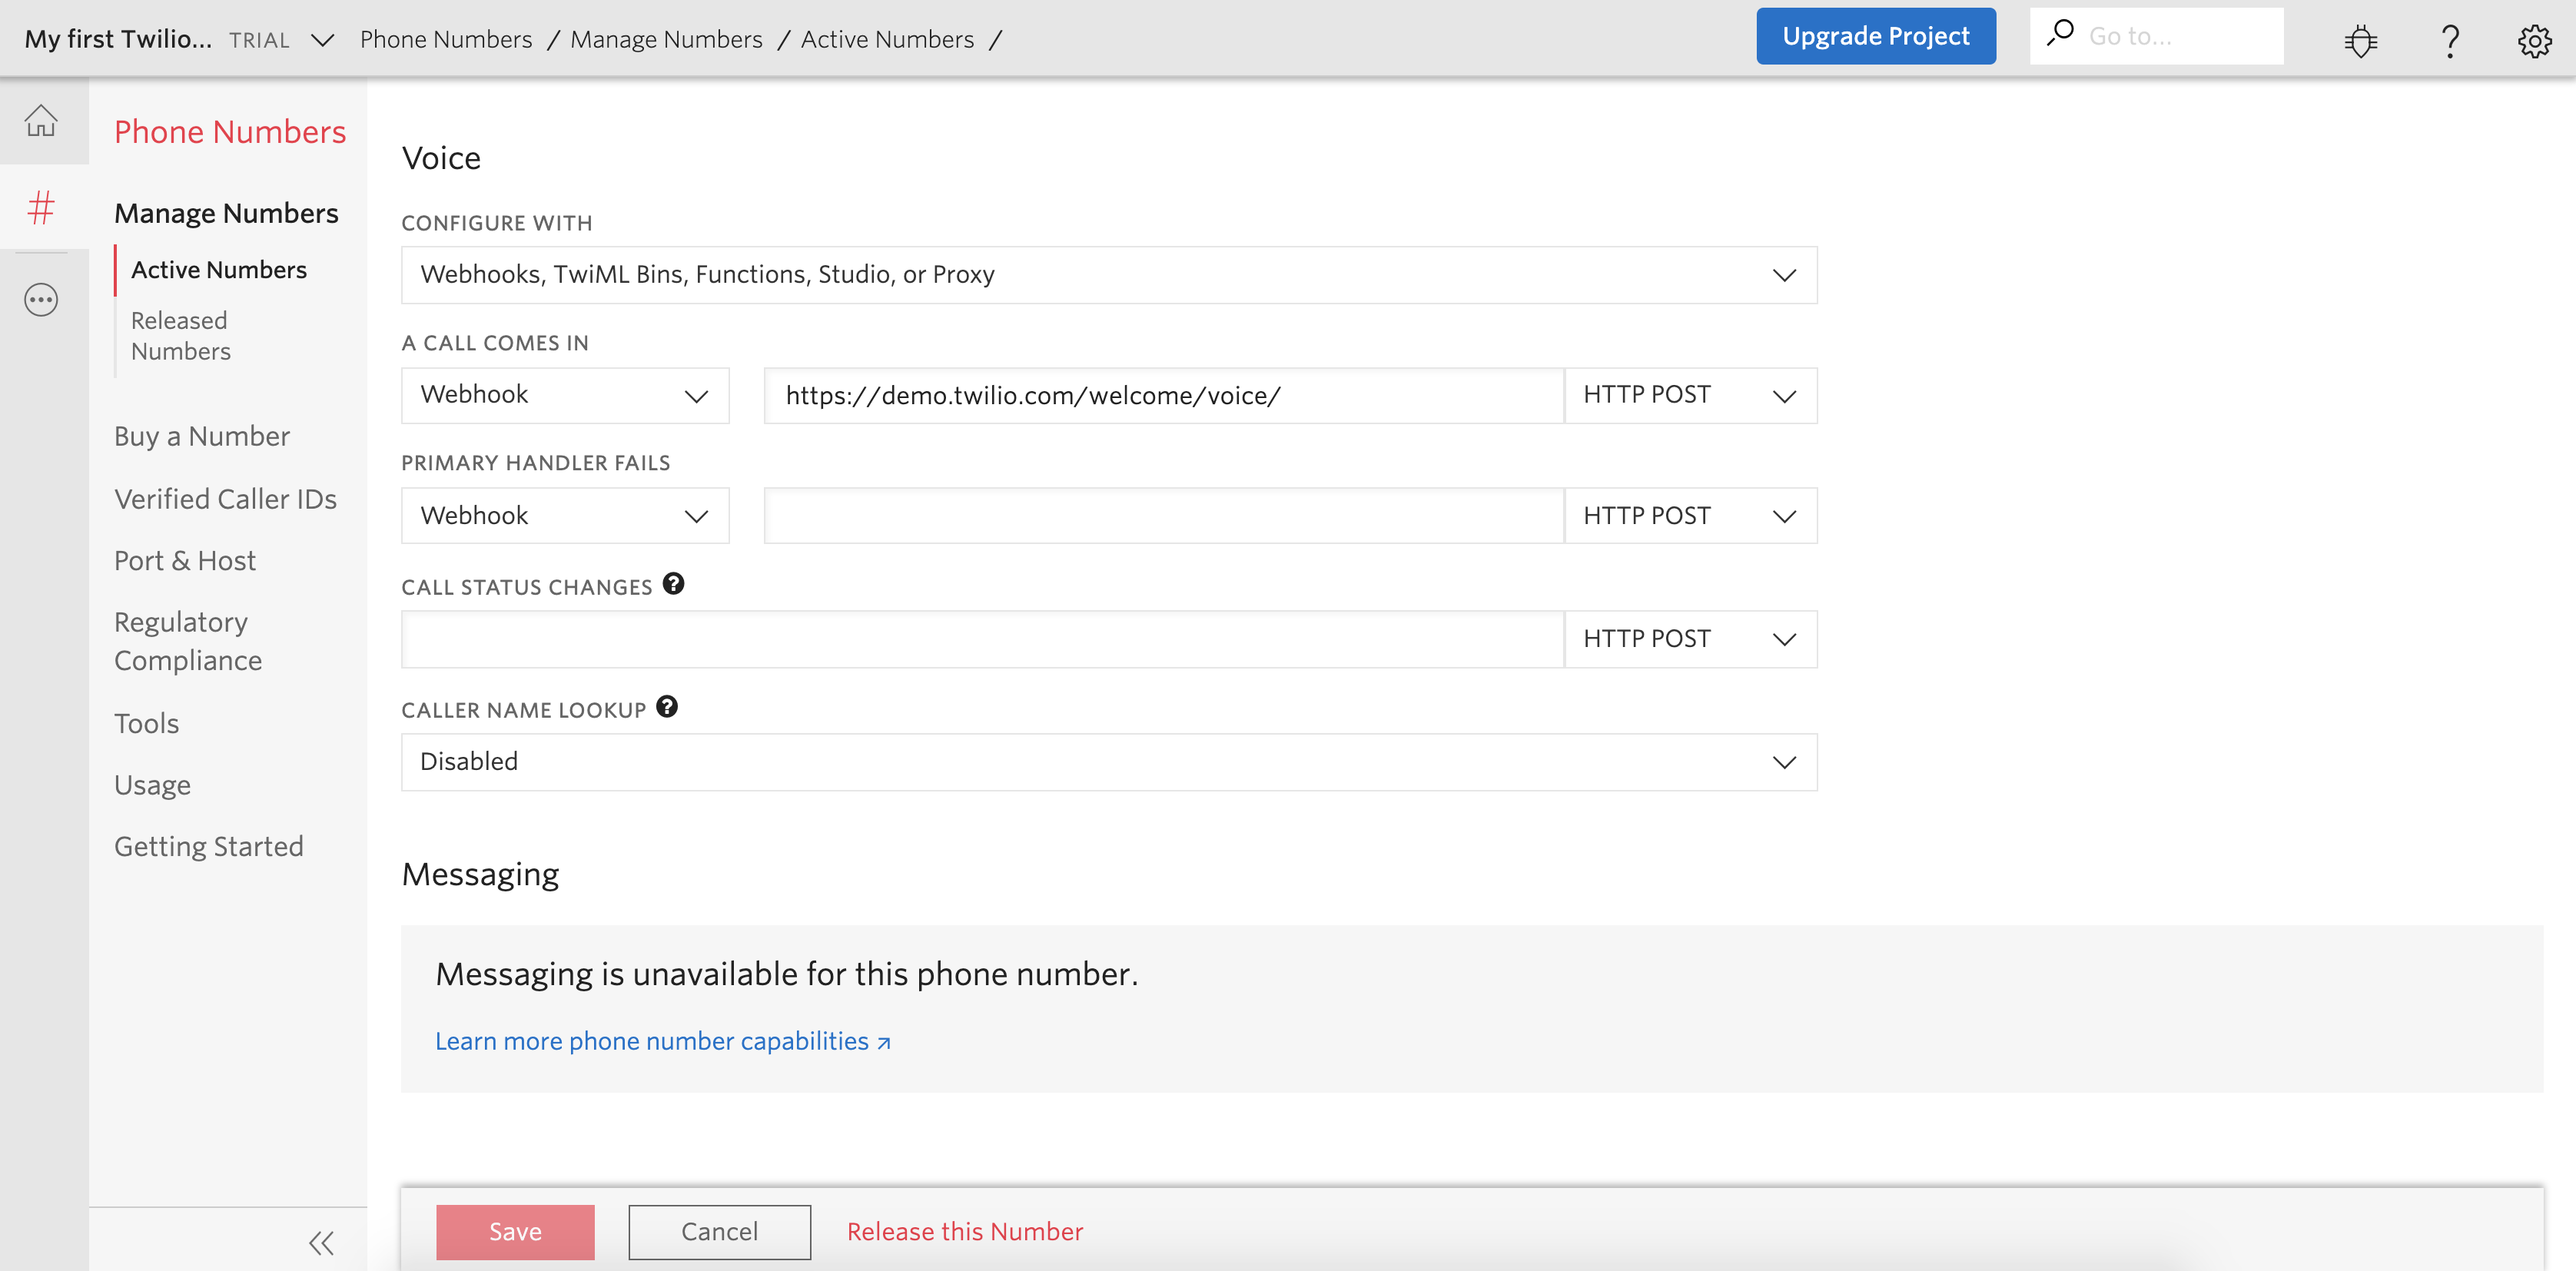 My first Twilio... TRIAL Phone Numbers / Manage Numbers / Active Numbers / Upgrade Project Go to... ?
Phone Numbers
Manage Numbers
Active Numbers
Released
Numbers
Buy a Number
Verified Caller IDs
Port & Host
Regulatory
Compliance
Tools
Usage
Getting Started
Voice
CONFIGURE WITH
Webhooks, TwiML Bins, Functions, Studio, or Proxy
A CALL COMES IN
Webhook https://demo.twilio.com/welcome/voice/ HTTP POST
PRIMARY HANDLER FAILS
Webhook HTTP POST
CALL STATUS CHANGES ?
HTTP POST
CALLER NAME LOOKUP ?
Disabled
Messaging
Messaging is unavailable for this phone number.
Learn more phone number capabilities
Save Cancel Release this Number